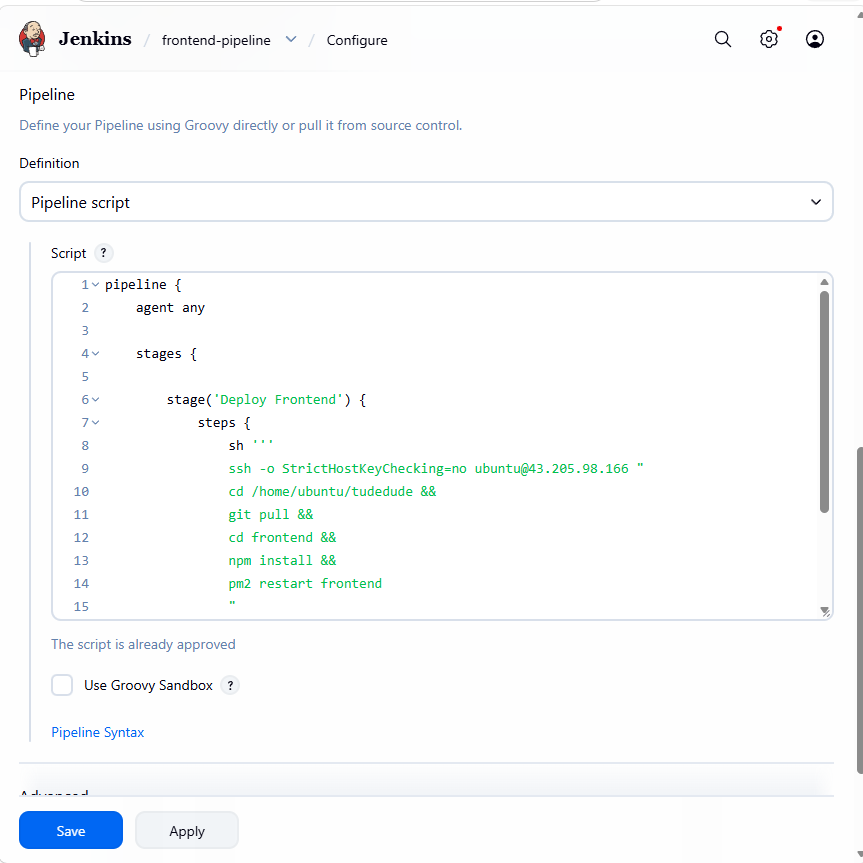 Jenkins / frontend-pipeline / Configure
Pipeline
Define your Pipeline using Groovy directly or pull it from source control.
Definition
Pipeline script
Script ?
1 pipeline {
2     agent any
3
4     stages {
5
6         stage('Deploy Frontend') {
7             steps {
8                 sh '''
9                 ssh -o StrictHostKeyChecking=no ubuntu@43.205.98.166 "
10                 cd /home/ubuntu/tudedude &&
11                 git pull &&
12                 cd frontend &&
13                 npm install &&
14                 pm2 restart frontend
15                 "
The script is already approved
Use Groovy Sandbox ?
Pipeline Syntax
Advanced
Save Apply